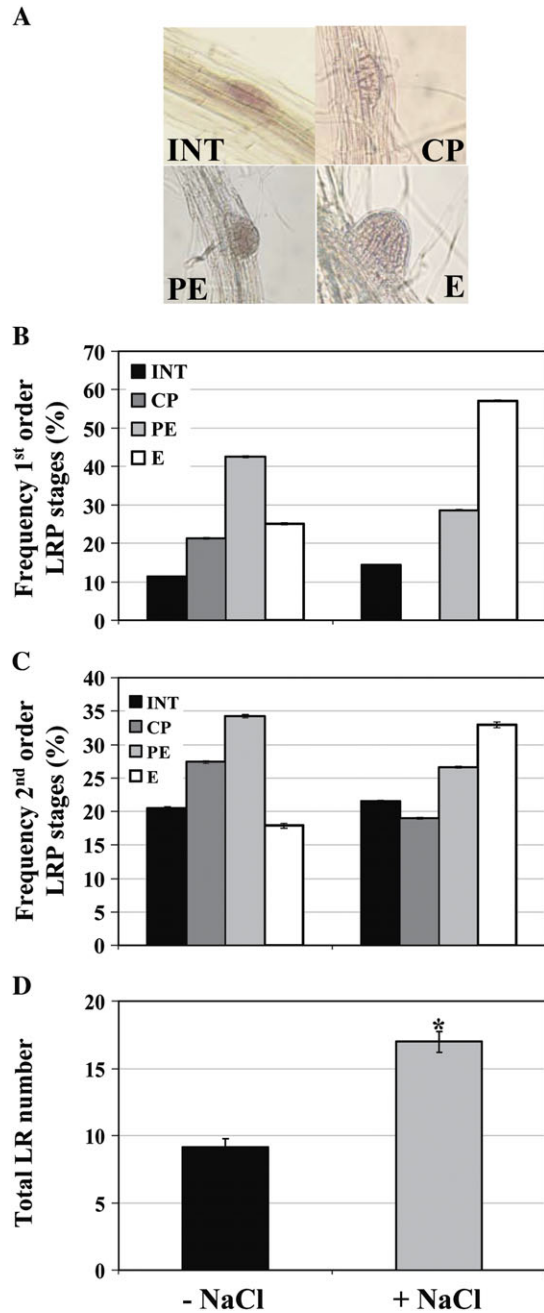 A
INT
CP
PE
E
B
Frequency 1st order
LRP stages (%)
70
60
50
40
30
20
10
0
INT
CP
PE
E
C
Frequency 2nd order
LRP stages (%)
40
35
30
25
20
15
10
5
0
INT
CP
PE
E
D
Total LR number
20
15
10
5
0
*
- NaCl
+ NaCl